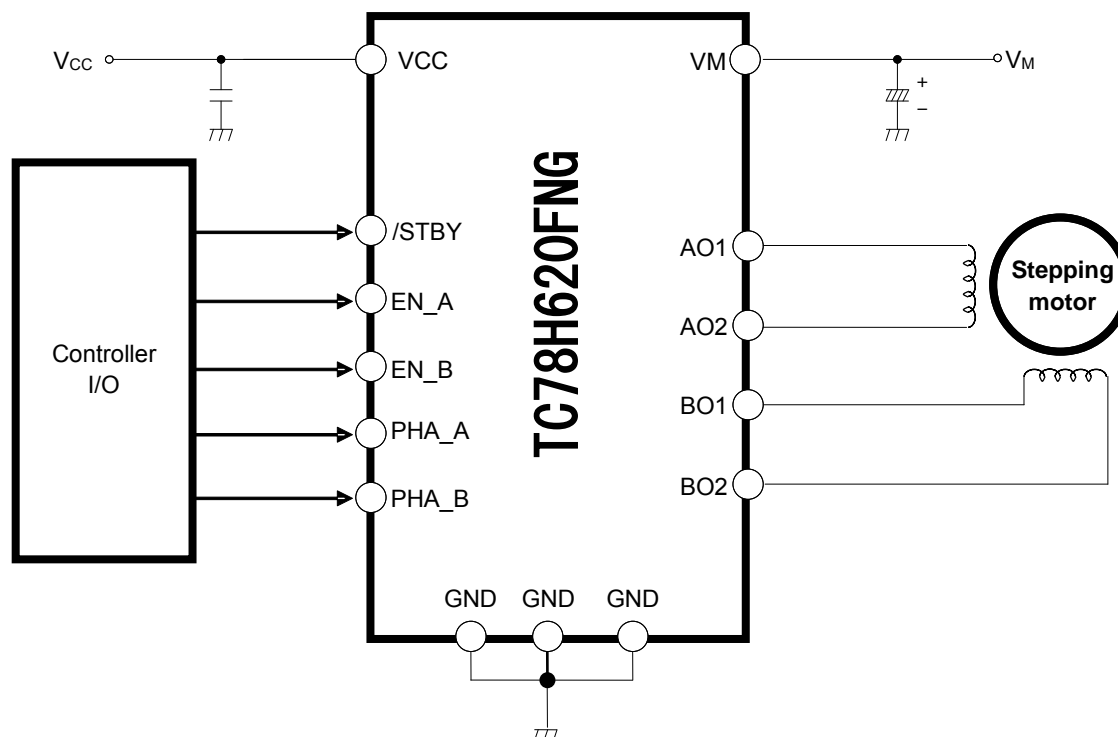 VCC
VCC
VM
VM
+
−
/STBY
EN_A
EN_B
PHA_A
PHA_B
Controller
I/O
TC78H620FNG
AO1
AO2
BO1
BO2
Stepping
motor
GND
GND
GND